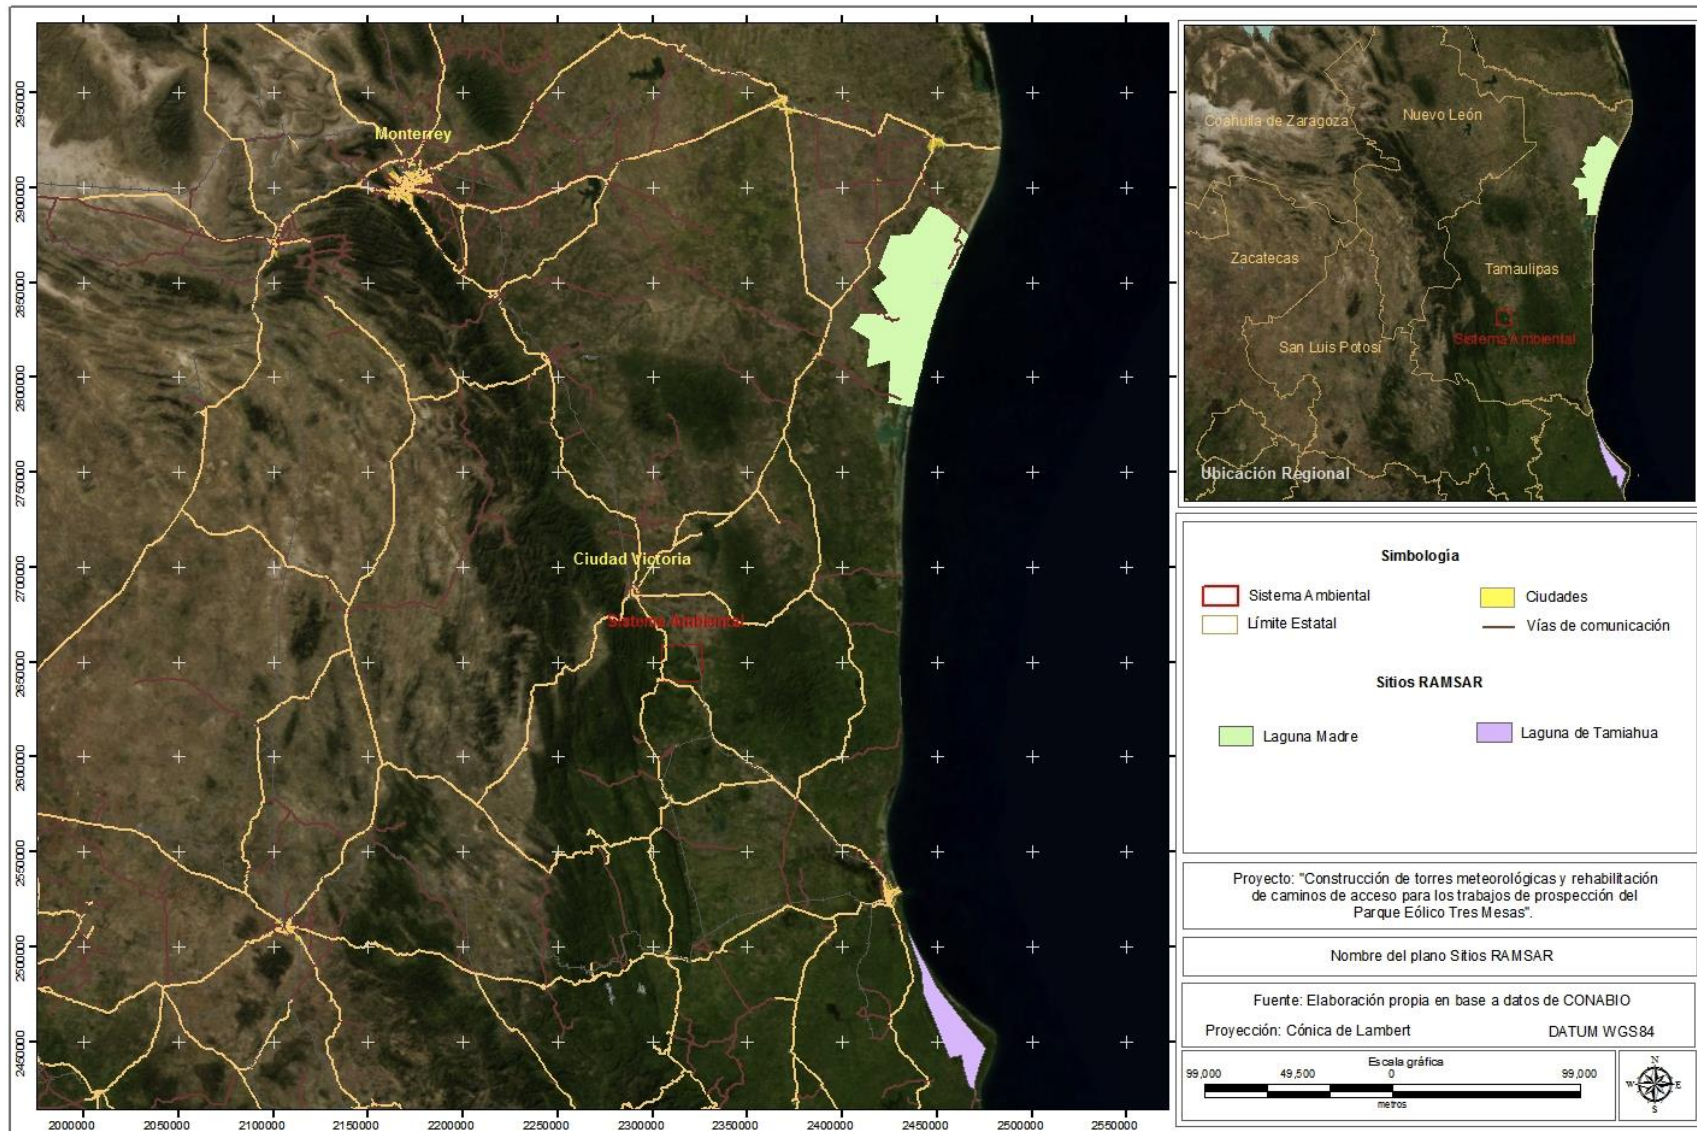 Monterrey
Ciudad Victoria
Sistema Ambiental
2950000
2900000
2850000
2800000
2750000
2700000
2650000
2600000
2550000
2500000
2450000
2000000
2050000
2100000
2150000
2200000
2250000
2300000
2350000
2400000
2450000
2500000
2550000
Coahuila de Zaragoza
Nuevo León
Zacatecas
Tamaulipas
Sistema Ambiental
San Luis Potosí
Ubicación Regional
Simbología
Sistema Ambiental
Ciudades
Límite Estatal
Vías de comunicación
Sitios RAMSAR
Laguna Madre
Laguna de Tamiahua
Proyecto: "Construcción de torres meteorológicas y rehabilitación
de caminos de acceso para los trabajos de prospección del
Parque Eólico Tres Mesas".
Nombre del plano Sitios RAMSAR
Fuente: Elaboración propia en base a datos de CONABIO
Proyección: Cónica de Lambert DATUM WGS84
Escala gráfica
99,000 49,500 0 99,000
metros
N
W E
S